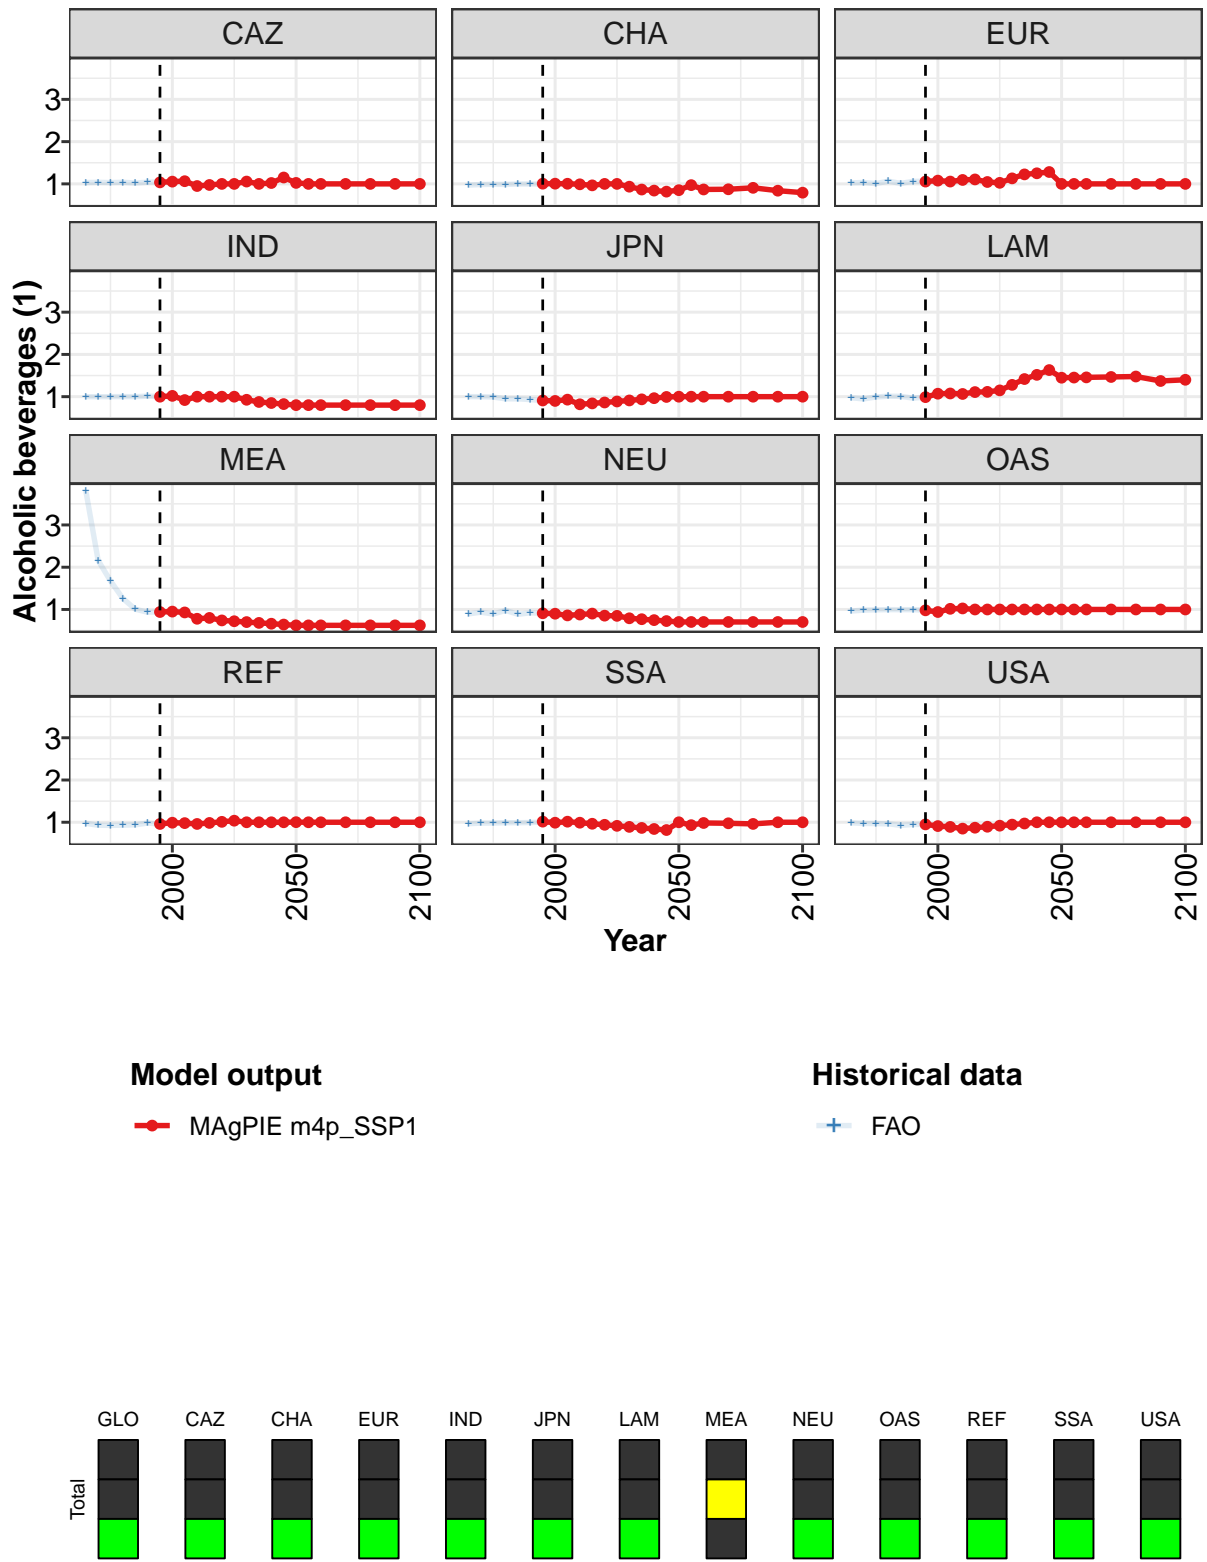 CAZ CHA EUR
3
2
1
IND JPN LAM
3
2
1
MEA NEU OAS
3
2
1
REF SSA USA
3
2
1
Alcoholic beverages (1)
2000 2050 2100 2000 2050 2100 2000 2050 2100
Year
Model output Historical data
MAgPIE m4p_SSP1 FAO
GLO CAZ CHA EUR IND JPN LAM MEA NEU OAS REF SSA USA
Total